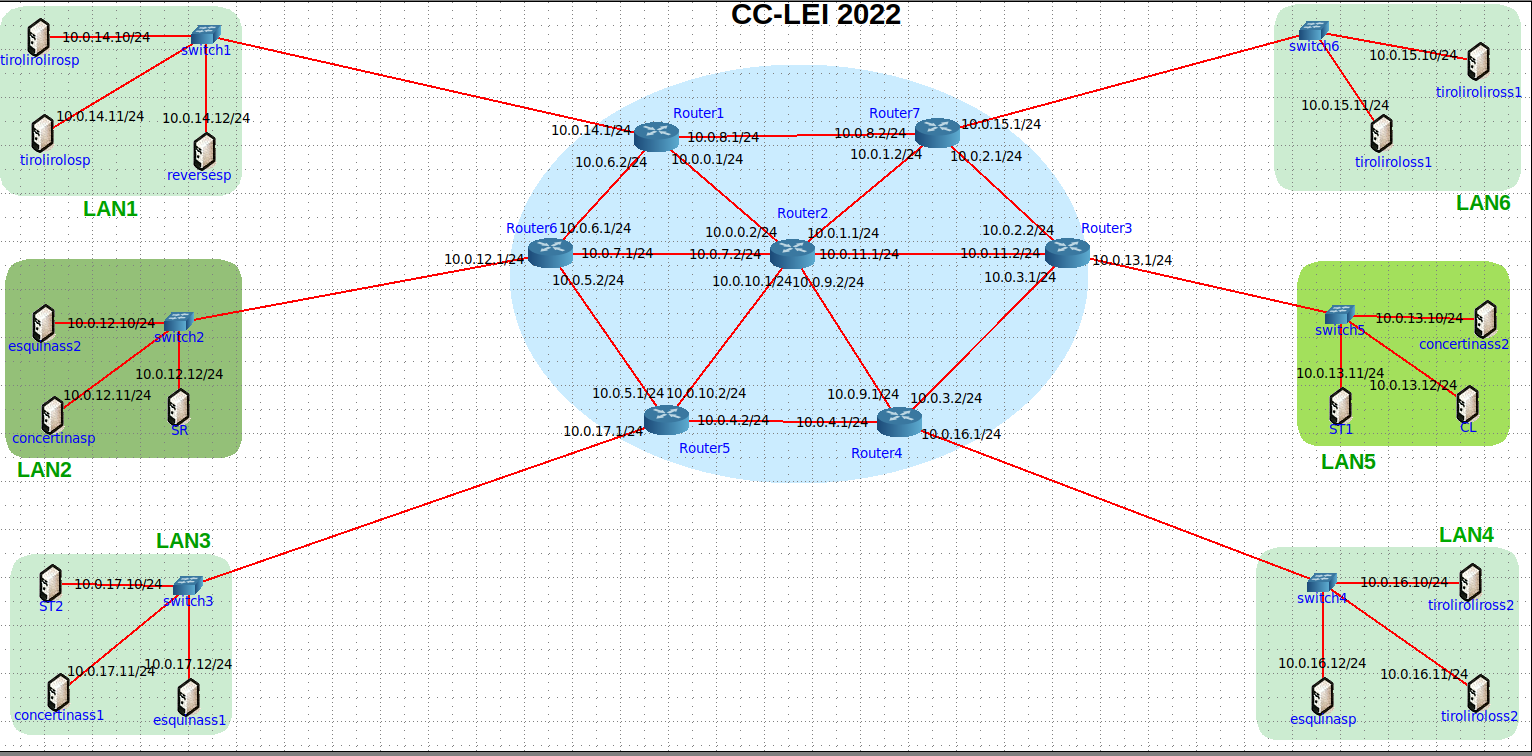 CC-LEI 2022
10.0.14.10/24
switch1
tirolirolirosp
10.0.14.11/24
10.0.14.12/24
tirolirolosp
reversesp
LAN1
switch6
10.0.15.10/24
tiroliroliross1
10.0.15.11/24
tiroliroloss1
LAN6
Router1
Router7
10.0.14.1/24
10.0.8.1/24
10.0.8.2/24
10.0.15.1/24
10.0.6.2/24
10.0.0.1/24
10.0.1.2/24
10.0.2.1/24
Router2
Router6
10.0.6.1/24
10.0.0.2/24
10.0.1.1/24
10.0.2.2/24
Router3
10.0.12.1/24
10.0.7.1/24
10.0.7.2/24
10.0.11.1/24
10.0.11.2/24
10.0.13.1/24
10.0.5.2/24
10.0.10.1/24
10.0.9.2/24
10.0.3.1/24
10.0.12.10/24
switch2
esquinass2
10.0.12.12/24
10.0.12.11/24
concertinasp
SR
LAN2
10.0.13.10/24
switch5
concertinass2
10.0.13.11/24
10.0.13.12/24
ST1
CL
LAN5
10.0.5.1/24
10.0.10.2/24
10.0.9.1/24
10.0.3.2/24
10.0.17.1/24
10.0.4.2/24
10.0.4.1/24
10.0.16.1/24
Router5
Router4
LAN3
10.0.17.10/24
switch3
ST2
10.0.17.11/24
10.0.17.12/24
concertinass1
esquinass1
LAN4
10.0.16.10/24
switch4
tiroliroliross2
10.0.16.12/24
10.0.16.11/24
esquinasp
tiroliroloss2